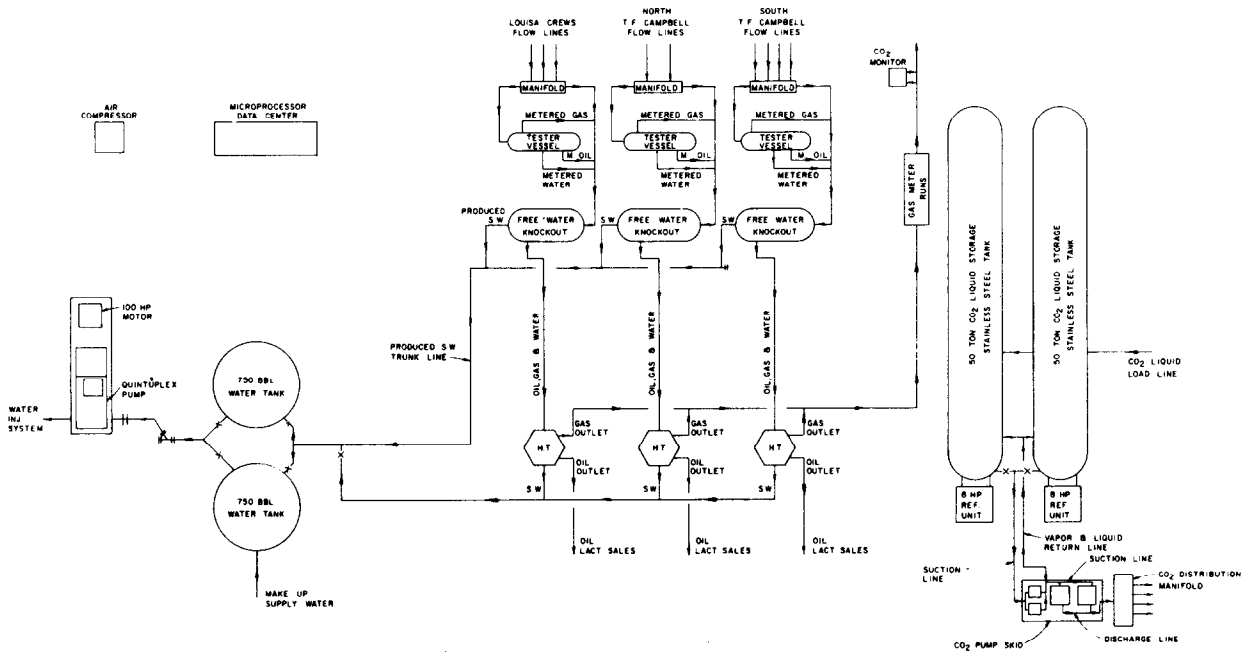 LOUISA CREWS
FLOW LINES
NORTH
T F CAMPBELL
FLOW LINES
SOUTH
T F CAMPBELL
FLOW LINES
CO2
MONITOR
AIR
COMPRESSOR
MICROPROCESSOR
DATA CENTER
MANIFOLD
MANIFOLD
MANIFOLD
METERED GAS
METERED GAS
METERED GAS
TESTER
VESSEL
TESTER
VESSEL
TESTER
VESSEL
M OIL
M OIL
M OIL
METERED
WATER
METERED
WATER
METERED
WATER
GAS METER
RUNS
PRODUCED
SW
FREE WATER
KNOCKOUT
SW
FREE WATER
KNOCKOUT
SW
FREE WATER
KNOCKOUT
50 TON CO2 LIQUID STORAGE
STAINLESS STEEL TANK
50 TON CO2 LIQUID STORAGE
STAINLESS STEEL TANK
100 HP
MOTOR
PRODUCED SW
TRUNK LINE
OIL, GAS & WATER
OIL, GAS & WATER
OIL, GAS & WATER
CO2 LIQUID
LOAD LINE
QUINTUPLEX
PUMP
750 BBL
WATER TANK
WATER
INJ
SYSTEM
GAS
OUTLET
GAS
OUTLET
GAS
OUTLET
H.T
H.T
H.T
OIL
OUTLET
OIL
OUTLET
OIL
OUTLET
SW
SW
SW
750 BBL
WATER TANK
8 HP
REF.
UNIT
8 HP
REF
UNIT
OIL
LACT SALES
OIL
LACT SALES
OIL
LACT SALES
VAPOR & LIQUID
RETURN LINE
SUCTION LINE
SUCTION
LINE
CO2 DISTRIBUTION
MANIFOLD
MAKE UP
SUPPLY WATER
DISCHARGE LINE
CO2 PUMP SKID